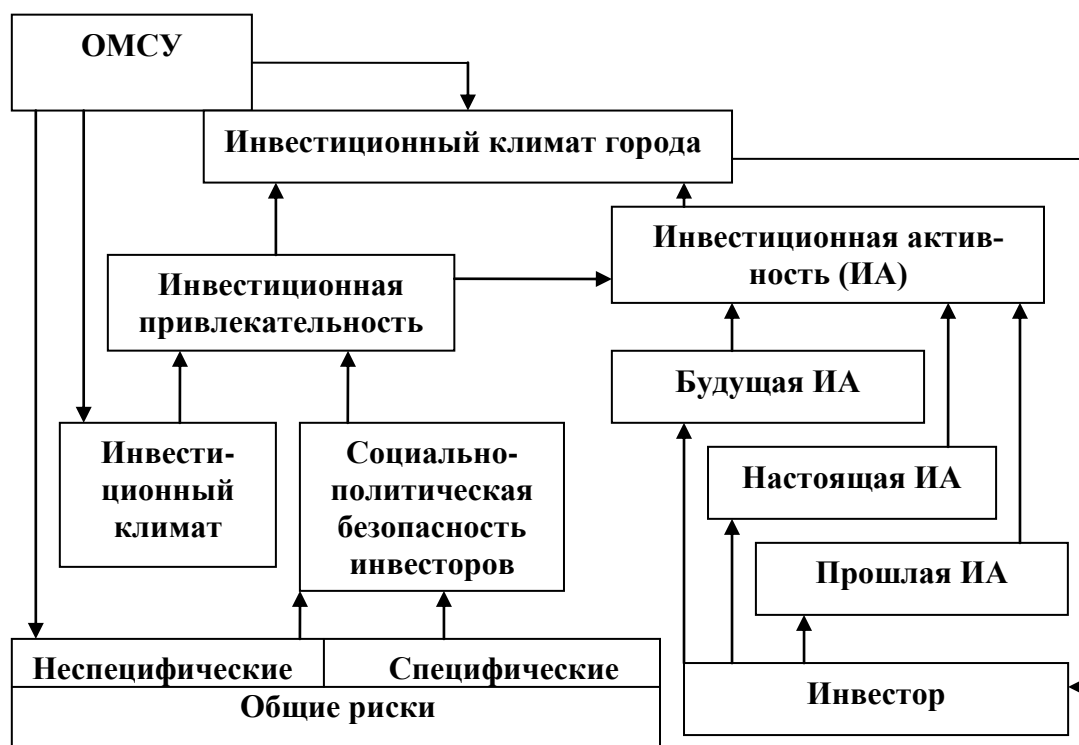 ОМСУ
Инвестиционный климат города
Инвестиционная актив-
ность (ИА)
Инвестиционная
привлекательность
Будущая ИА
Инвести-
ционный
климат
Социально-
политическая
безопасность
инвесторов
Настоящая ИА
Прошлая ИА
Неспецифические
Специфические
Общие риски
Инвестор